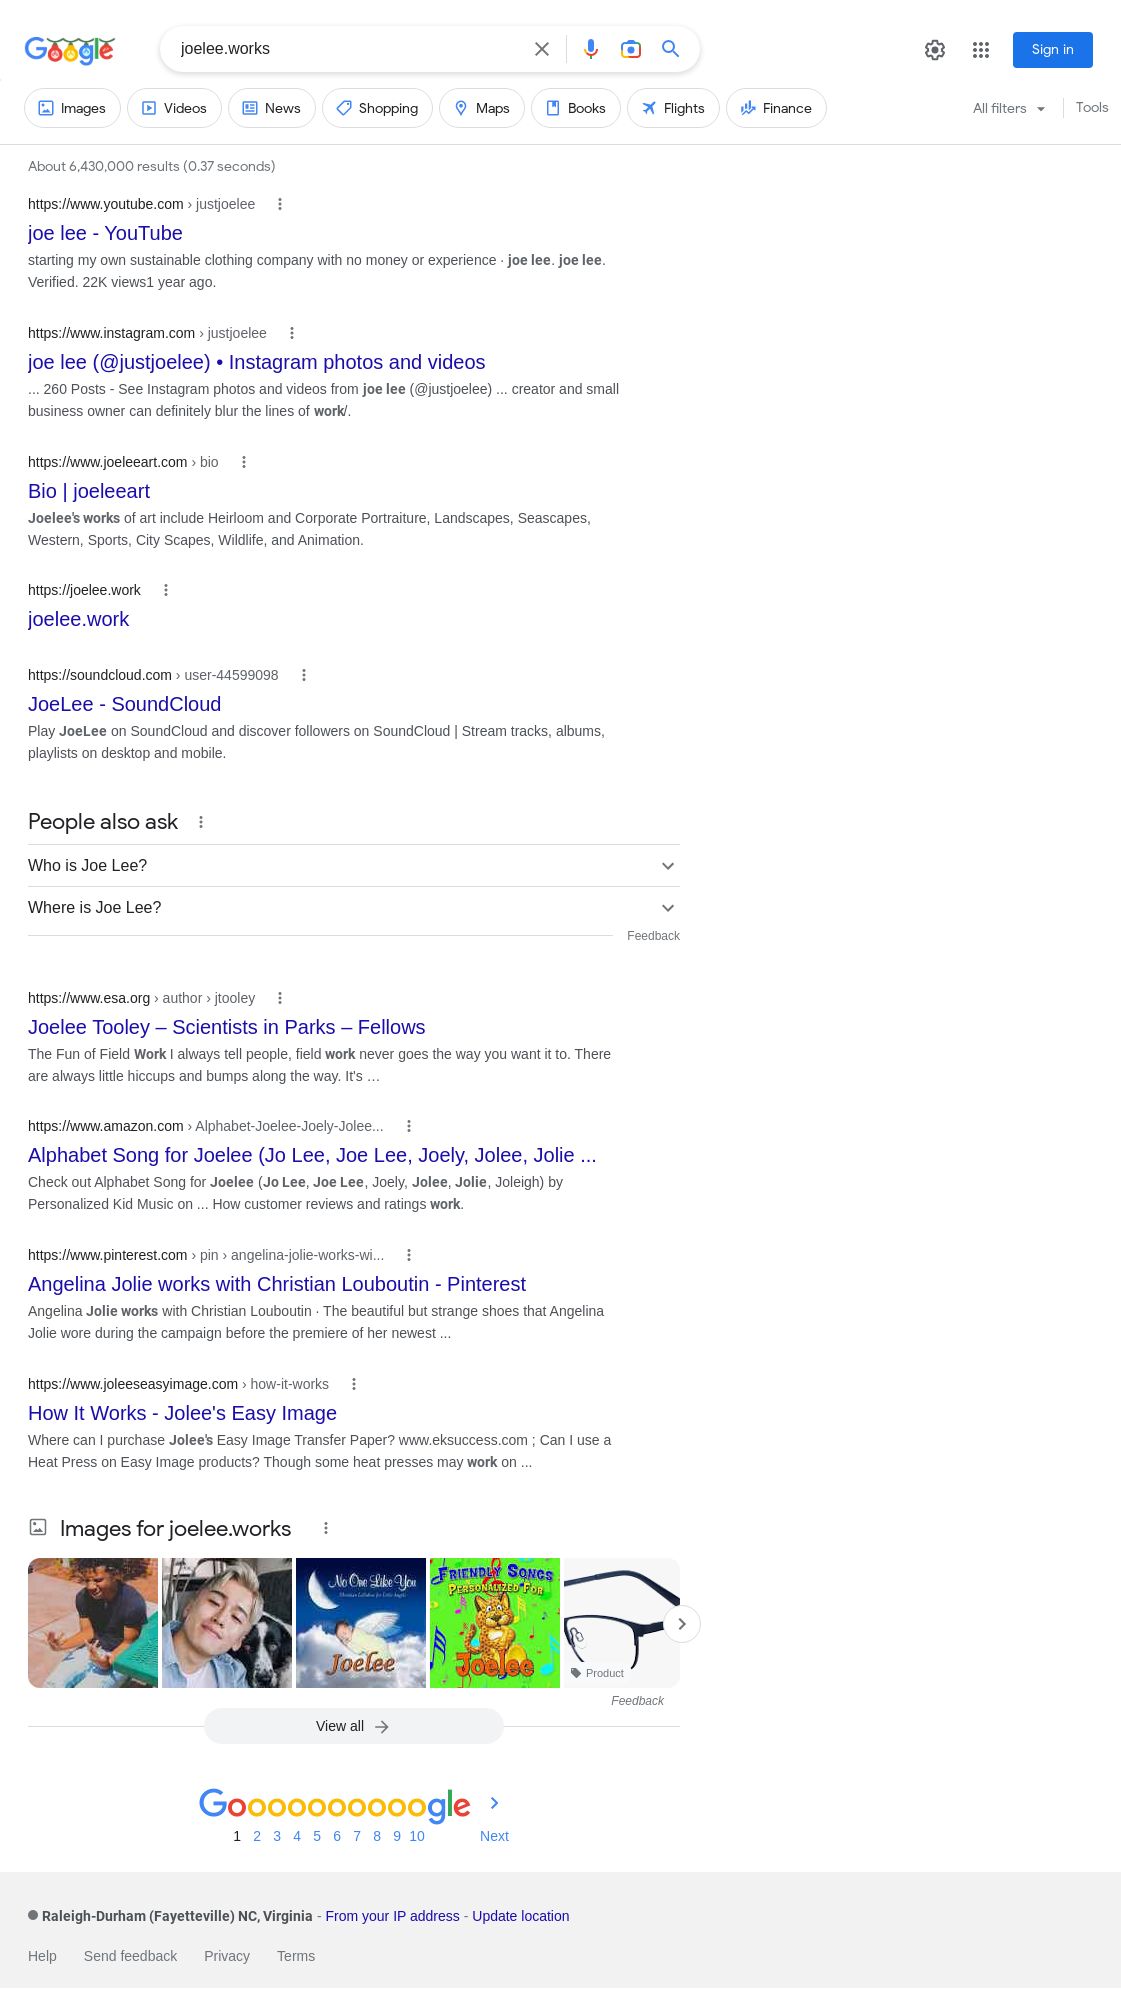 Google
joelee.works
Sign in
Images
Videos
News
Shopping
Maps
Books
Flights
Finance
All filters
Tools
About 6,430,000 results (0.37 seconds)
https://www.youtube.com › justjoelee
joe lee - YouTube
starting my own sustainable clothing company with no money or experience · joe lee. joe lee.
Verified. 22K views1 year ago.
https://www.instagram.com › justjoelee
joe lee (@justjoelee) • Instagram photos and videos
... 260 Posts - See Instagram photos and videos from joe lee (@justjoelee) ... creator and small
business owner can definitely blur the lines of work/.
https://www.joeleeart.com › bio
Bio | joeleeart
Joelee's works of art include Heirloom and Corporate Portraiture, Landscapes, Seascapes,
Western, Sports, City Scapes, Wildlife, and Animation.
https://joelee.work
joelee.work
https://soundcloud.com › user-44599098
JoeLee - SoundCloud
Play JoeLee on SoundCloud and discover followers on SoundCloud | Stream tracks, albums,
playlists on desktop and mobile.
People also ask
Who is Joe Lee?
Where is Joe Lee?
Feedback
https://www.esa.org › author › jtooley
Joelee Tooley – Scientists in Parks – Fellows
The Fun of Field Work I always tell people, field work never goes the way you want it to. There
are always little hiccups and bumps along the way. It's …
https://www.amazon.com › Alphabet-Joelee-Joely-Jolee...
Alphabet Song for Joelee (Jo Lee, Joe Lee, Joely, Jolee, Jolie ...
Check out Alphabet Song for Joelee (Jo Lee, Joe Lee, Joely, Jolee, Jolie, Joleigh) by
Personalized Kid Music on ... How customer reviews and ratings work.
https://www.pinterest.com › pin › angelina-jolie-works-wi...
Angelina Jolie works with Christian Louboutin - Pinterest
Angelina Jolie works with Christian Louboutin · The beautiful but strange shoes that Angelina
Jolie wore during the campaign before the premiere of her newest ...
https://www.joleeseasyimage.com › how-it-works
How It Works - Jolee's Easy Image
Where can I purchase Jolee's Easy Image Transfer Paper? www.eksuccess.com ; Can I use a
Heat Press on Easy Image products? Though some heat presses may work on ...
Images for joelee.works
No One Like You
Christian Lullabies for Little Angels
Joelee
FRIENDLY SONGS
PERSONALIZED FOR
JOELEE
Product
Feedback
View all
Goooooooooogle
1 2 3 4 5 6 7 8 9 10 Next
Raleigh-Durham (Fayetteville) NC, Virginia - From your IP address - Update location
Help Send feedback Privacy Terms